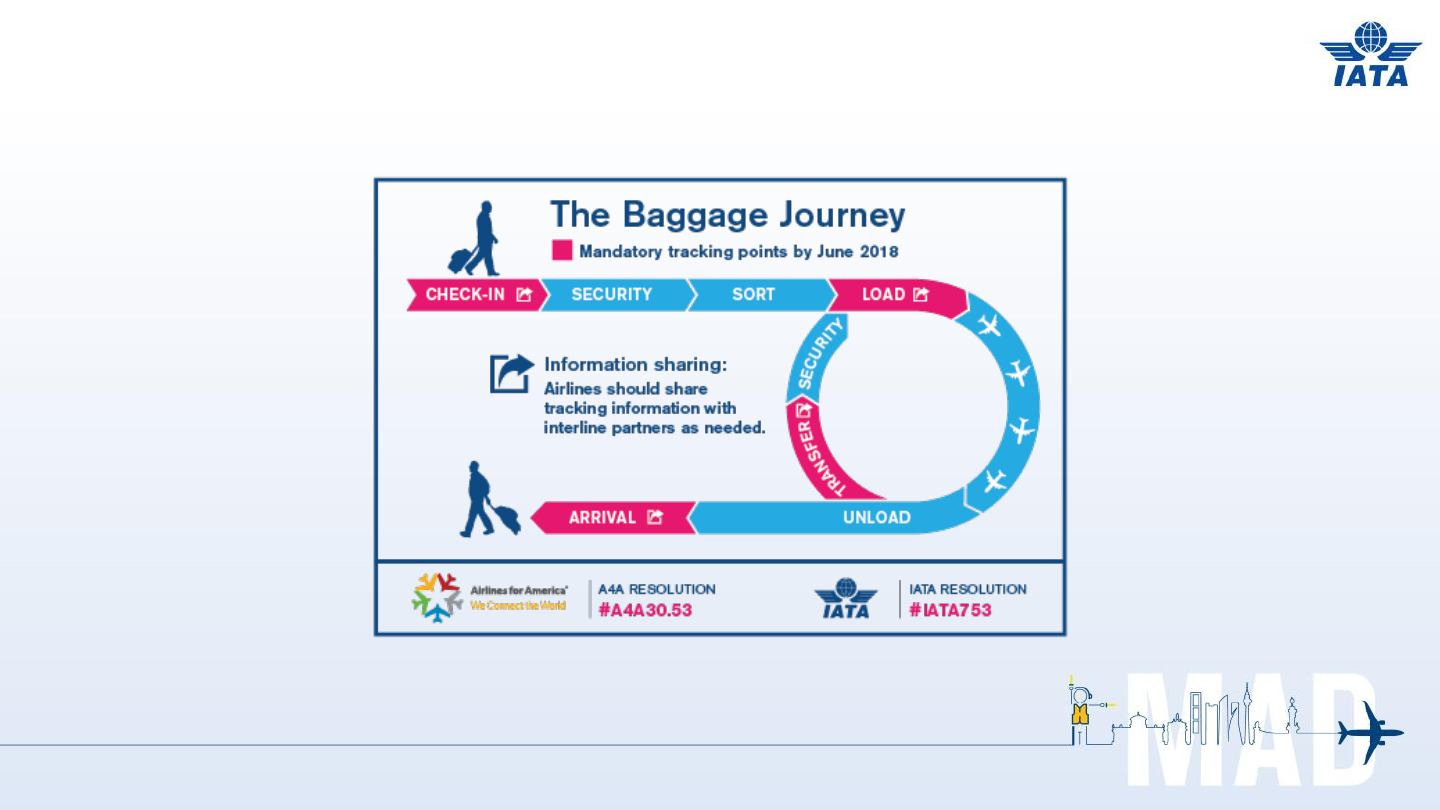 IATA
The Baggage Journey
Mandatory tracking points by June 2018
CHECK-IN
SECURITY
SORT
LOAD
SECURITY
TRANSFER
Information sharing:
Airlines should share
tracking information with
interline partners as needed.
ARRIVAL
UNLOAD
Airlines for America®
We Connect the World
A4A RESOLUTION
#A4A30.53
IATA
IATA RESOLUTION
#IATA753
MAD